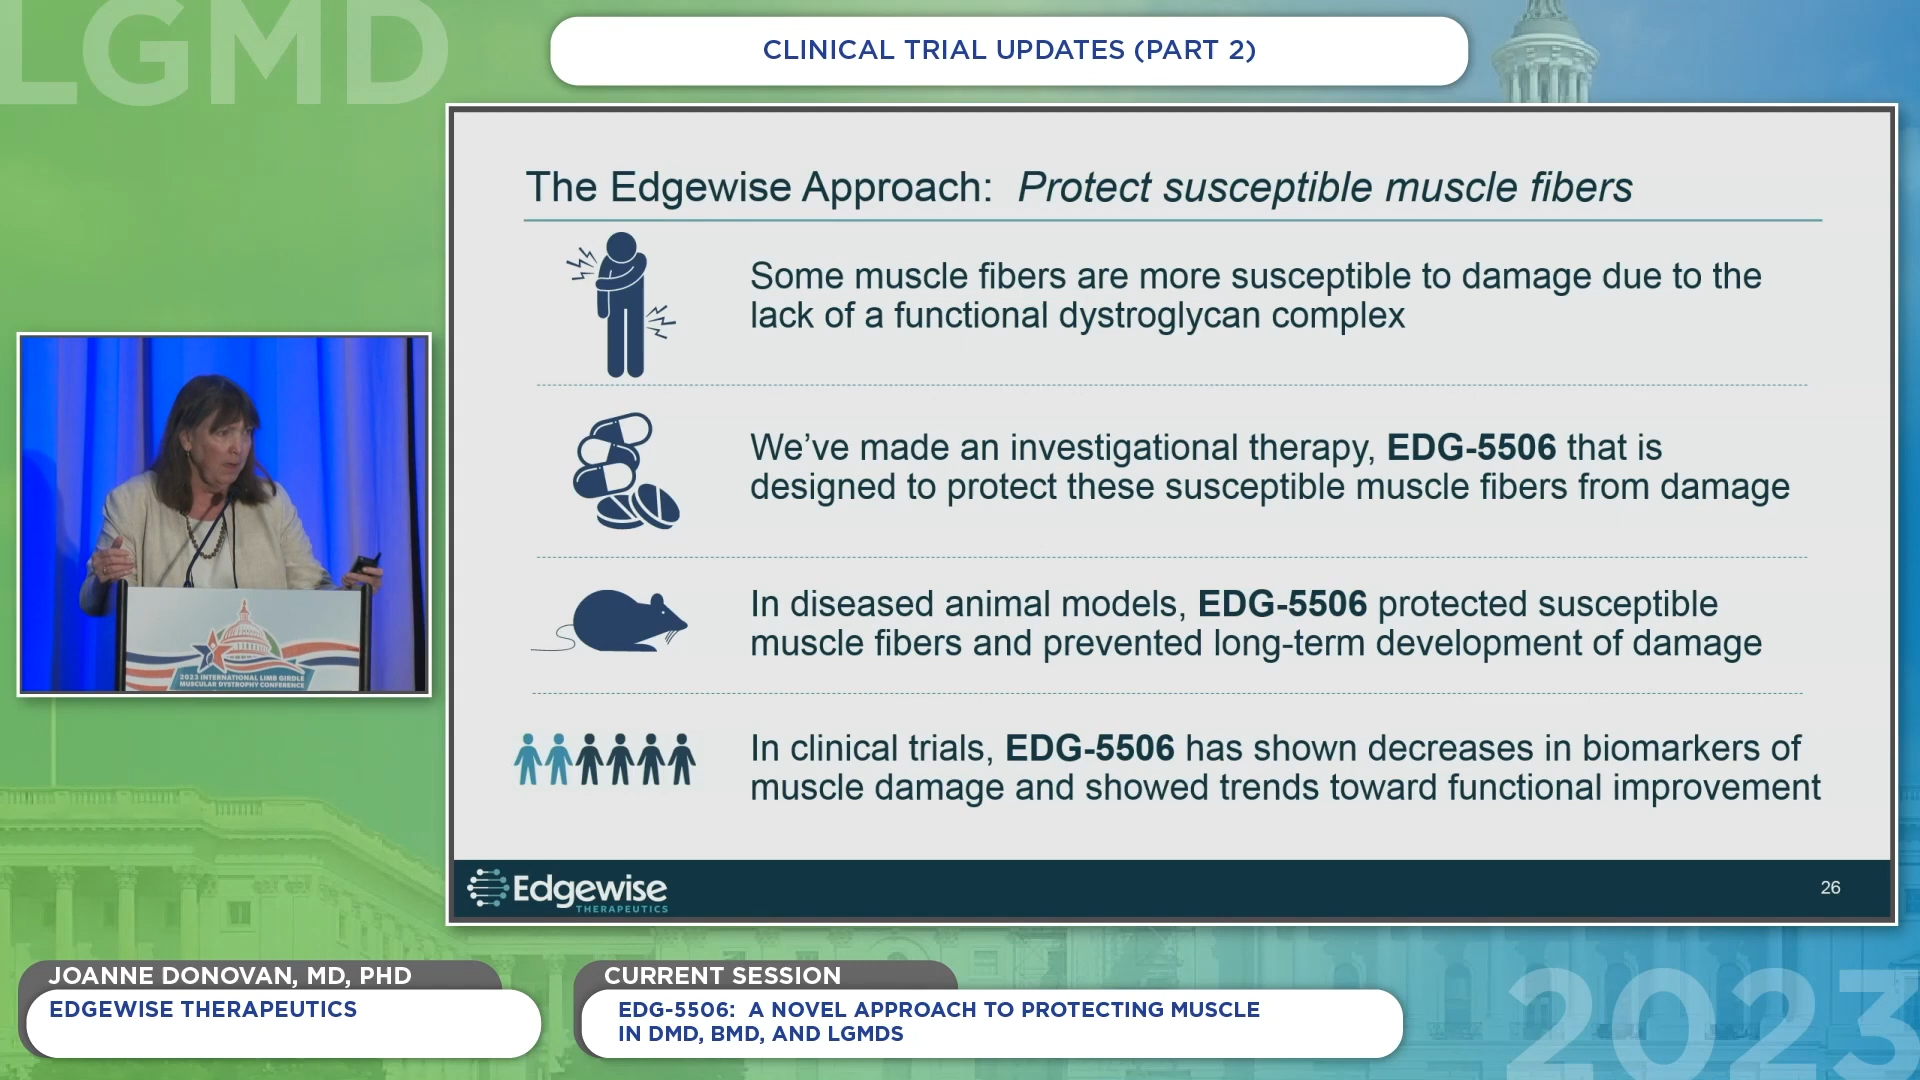 LGMD
CLINICAL TRIAL UPDATES (PART 2)
The Edgewise Approach: Protect susceptible muscle fibers
Some muscle fibers are more susceptible to damage due to the
lack of a functional dystroglycan complex
We’ve made an investigational therapy, EDG-5506 that is
designed to protect these susceptible muscle fibers from damage
In diseased animal models, EDG-5506 protected susceptible
muscle fibers and prevented long-term development of damage
In clinical trials, EDG-5506 has shown decreases in biomarkers of
muscle damage and showed trends toward functional improvement
Edgewise
THERAPEUTICS
26
2023 INTERNATIONAL LIMB GIRDLE
MUSCULAR DYSTROPHY CONFERENCE
JOANNE DONOVAN, MD, PHD
EDGEWISE THERAPEUTICS
CURRENT SESSION
EDG-5506: A NOVEL APPROACH TO PROTECTING MUSCLE
IN DMD, BMD, AND LGMDS
2023